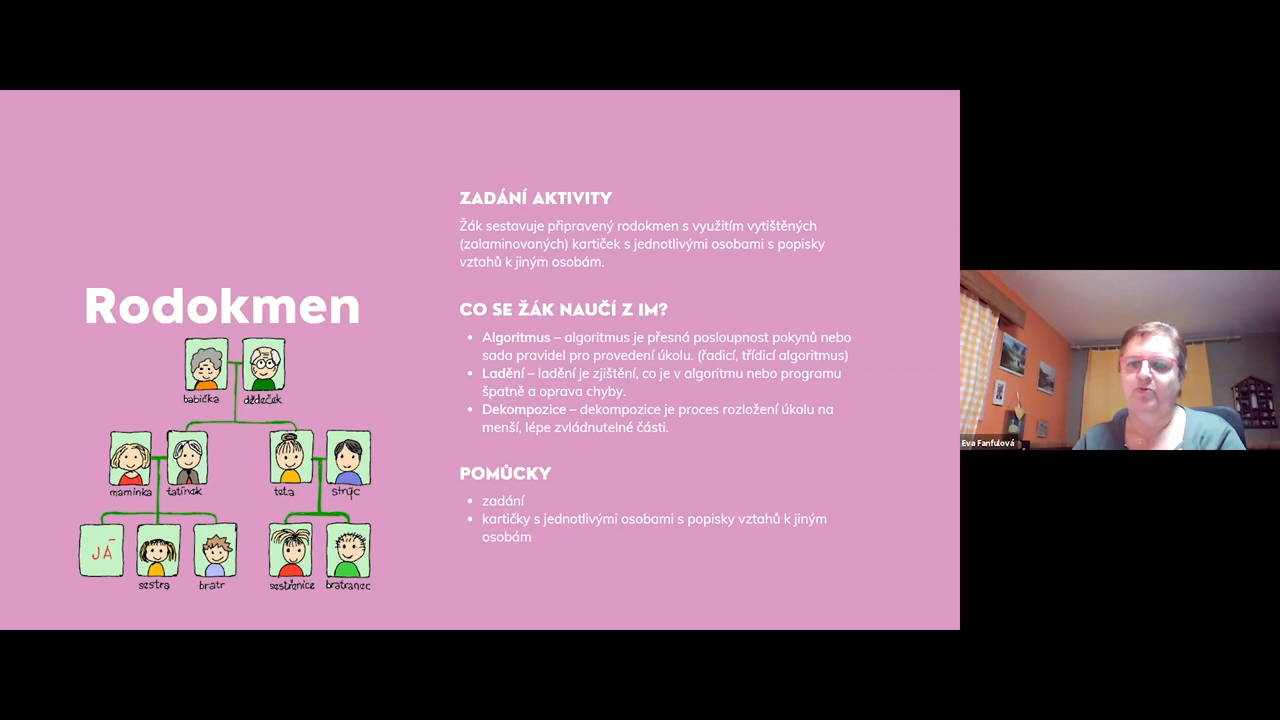 Rodokmen
babička
dědeček
maminka
tatínek
teta
strýc
JÁ
sestra
bratr
sestřenice
bratranec
ZADÁNÍ AKTIVITY
Žák sestavuje připravený rodokmen s využitím vytištěných
(zalaminovaných) kartiček s jednotlivými osobami s popisky
vztahů k jiným osobám.
CO SE ŽÁK NAUČÍ Z IM?
• Algoritmus – algoritmus je přesná posloupnost pokynů nebo
sada pravidel pro provedení úkolu. (řadicí, třídicí algoritmus)
• Ladění – ladění je zjištění, co je v algoritmu nebo programu
špatně a oprava chyby.
• Dekompozice – dekompozice je proces rozložení úkolu na
menší, lépe zvládnutelné části.
POMŮCKY
• zadání
• kartičky s jednotlivými osobami s popisky vztahů k jiným
osobám
Eva Fanfulová